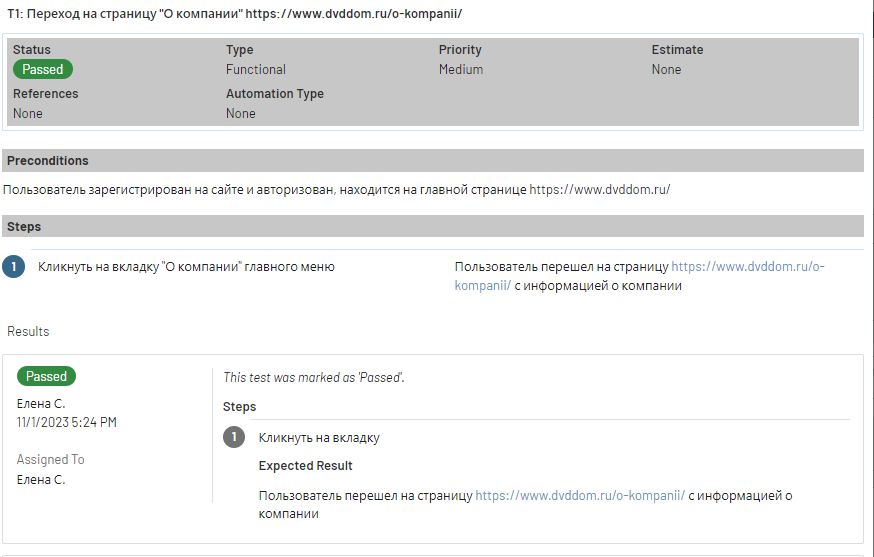 T1: Переход на страницу "О компании" https://www.dvddom.ru/o-kompanii/
Status Type Priority Estimate
Passed Functional Medium None
References Automation Type
None None
Preconditions
Пользователь зарегистрирован на сайте и авторизован, находится на главной странице https://www.dvddom.ru/
Steps
1 Кликнуть на вкладку "О компании" главного меню
Пользователь перешел на страницу https://www.dvddom.ru/o-
kompanii/ с информацией о компании
Results
Passed
Елена С.
11/1/2023 5:24 PM
Assigned To
Елена С.
This test was marked as 'Passed'.
Steps
1 Кликнуть на вкладку
Expected Result
Пользователь перешел на страницу https://www.dvddom.ru/o-kompanii/ с информацией о
компании